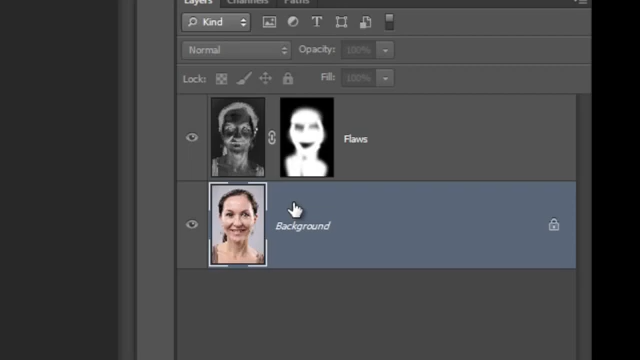 Layers Channels Paths
Kind T
Normal Opacity: 100%
Lock: Fill: 100%
Flaws
Background